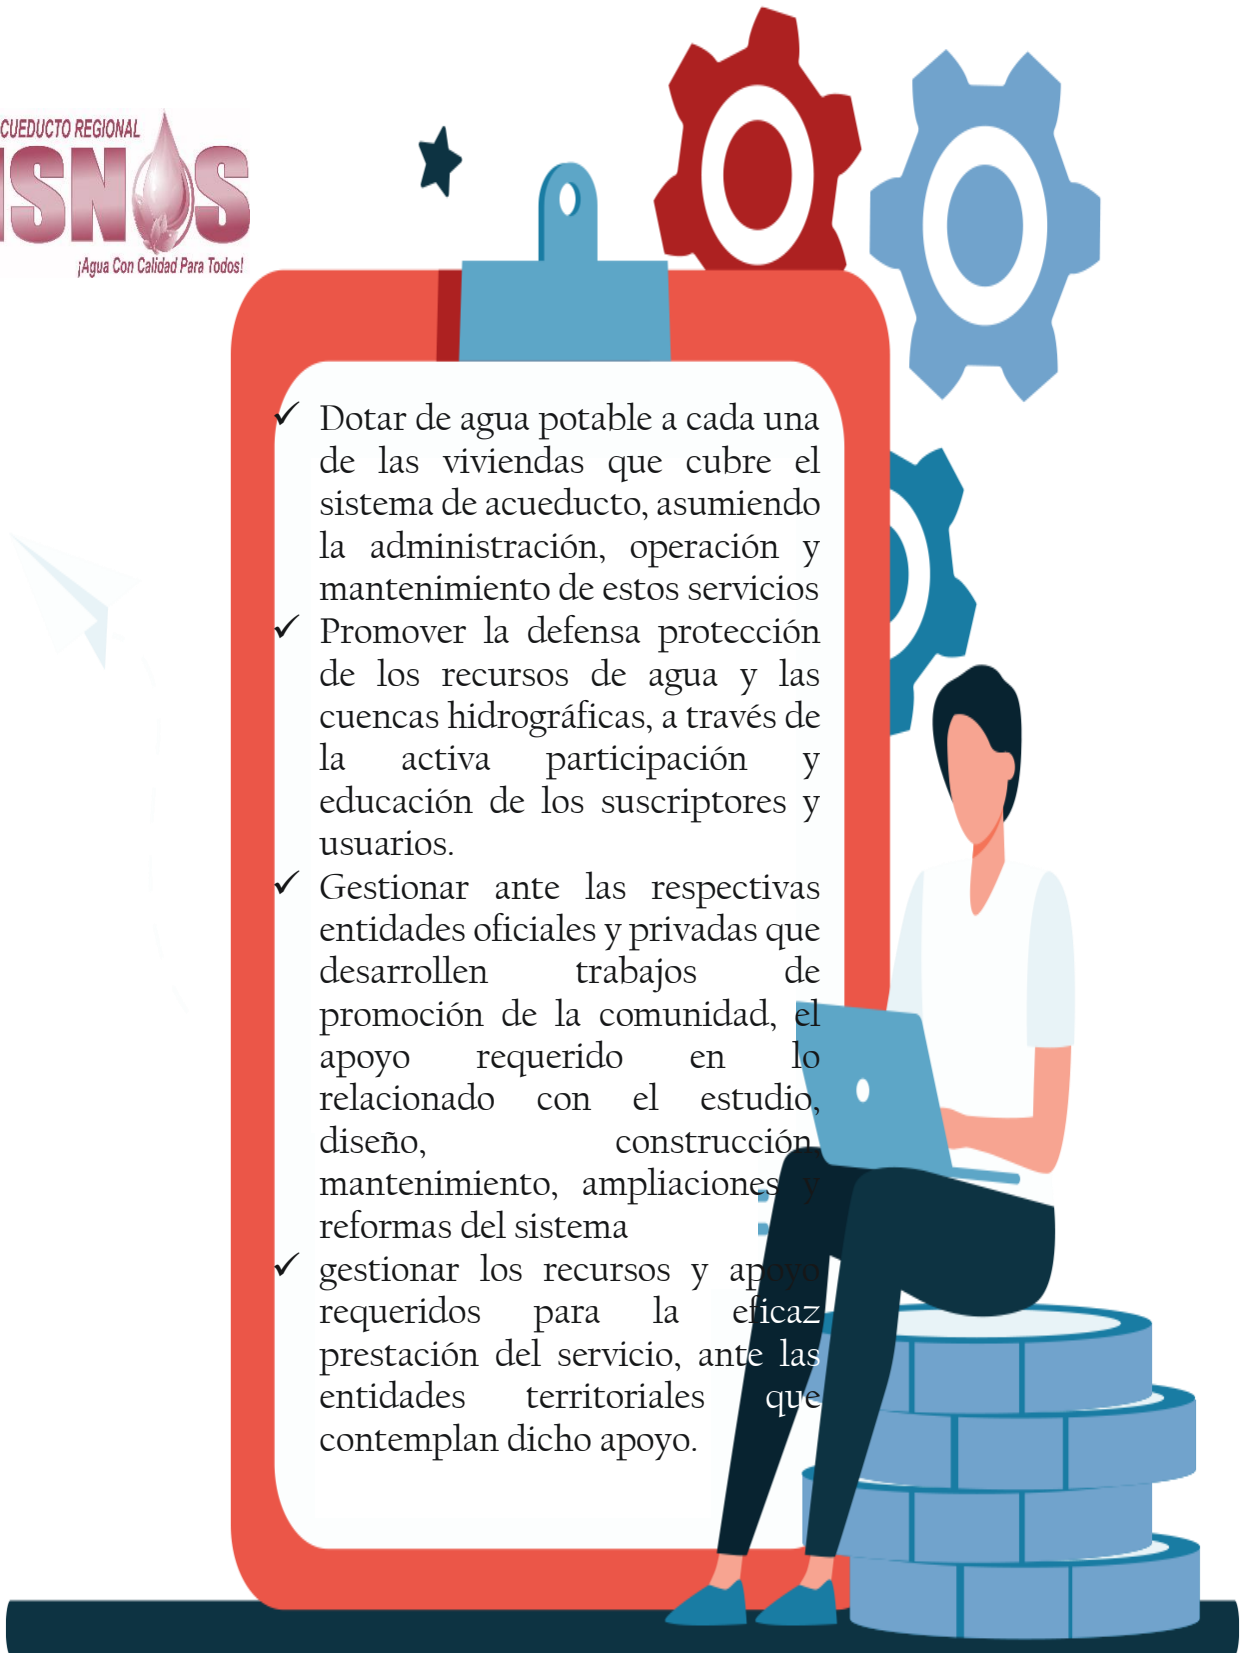 CUEDUCTO REGIONAL
ISNOS
¡Agua Con Calidad Para Todos!
✓ Dotar de agua potable a cada una
de las viviendas que cubre el
sistema de acueducto, asumiendo
la administración, operación y
mantenimiento de estos servicios
✓ Promover la defensa protección
de los recursos de agua y las
cuencas hidrográficas, a través de
la activa participación y
educación de los suscriptores y
usuarios.
✓ Gestionar ante las respectivas
entidades oficiales y privadas que
desarrollen trabajos de
promoción de la comunidad, el
apoyo requerido en lo
relacionado con el estudio,
diseño, construcción,
mantenimiento, ampliaciones y
reformas del sistema
✓ gestionar los recursos y apoyo
requeridos para la eficaz
prestación del servicio, ante las
entidades territoriales que
contemplan dicho apoyo.